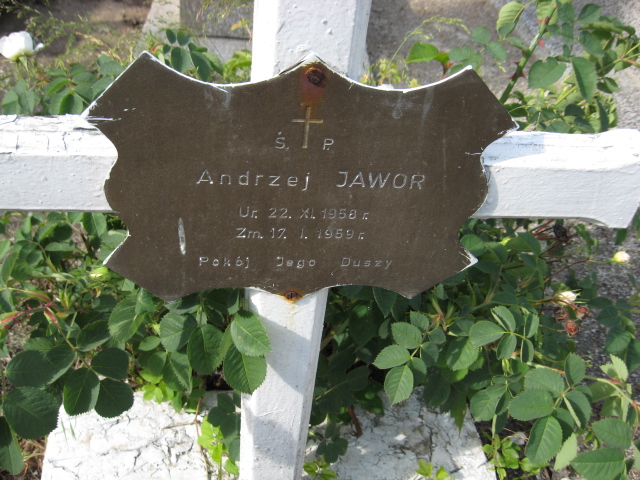 Ś. P.
Andrzej JAWOR
Ur. 22. XI. 1958 r.
Zm. 17. I. 1959 r.
Pokój Jego Duszy